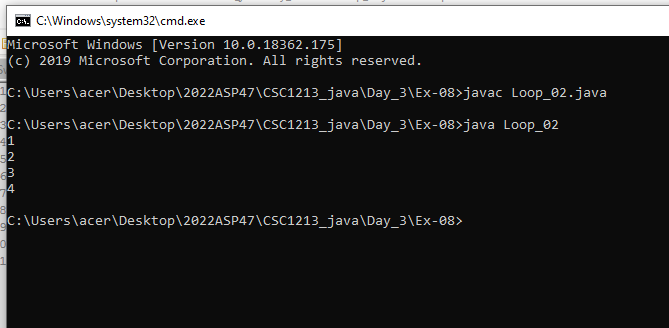 C:\Windows\system32\cmd.exe
Microsoft Windows [Version 10.0.18362.175]
(c) 2019 Microsoft Corporation. All rights reserved.
C:\Users\acer\Desktop\2022ASP47\CSC1213_java\Day_3\Ex-08>javac Loop_02.java
C:\Users\acer\Desktop\2022ASP47\CSC1213_java\Day_3\Ex-08>java Loop_02
1
2
3
4
C:\Users\acer\Desktop\2022ASP47\CSC1213_java\Day_3\Ex-08>